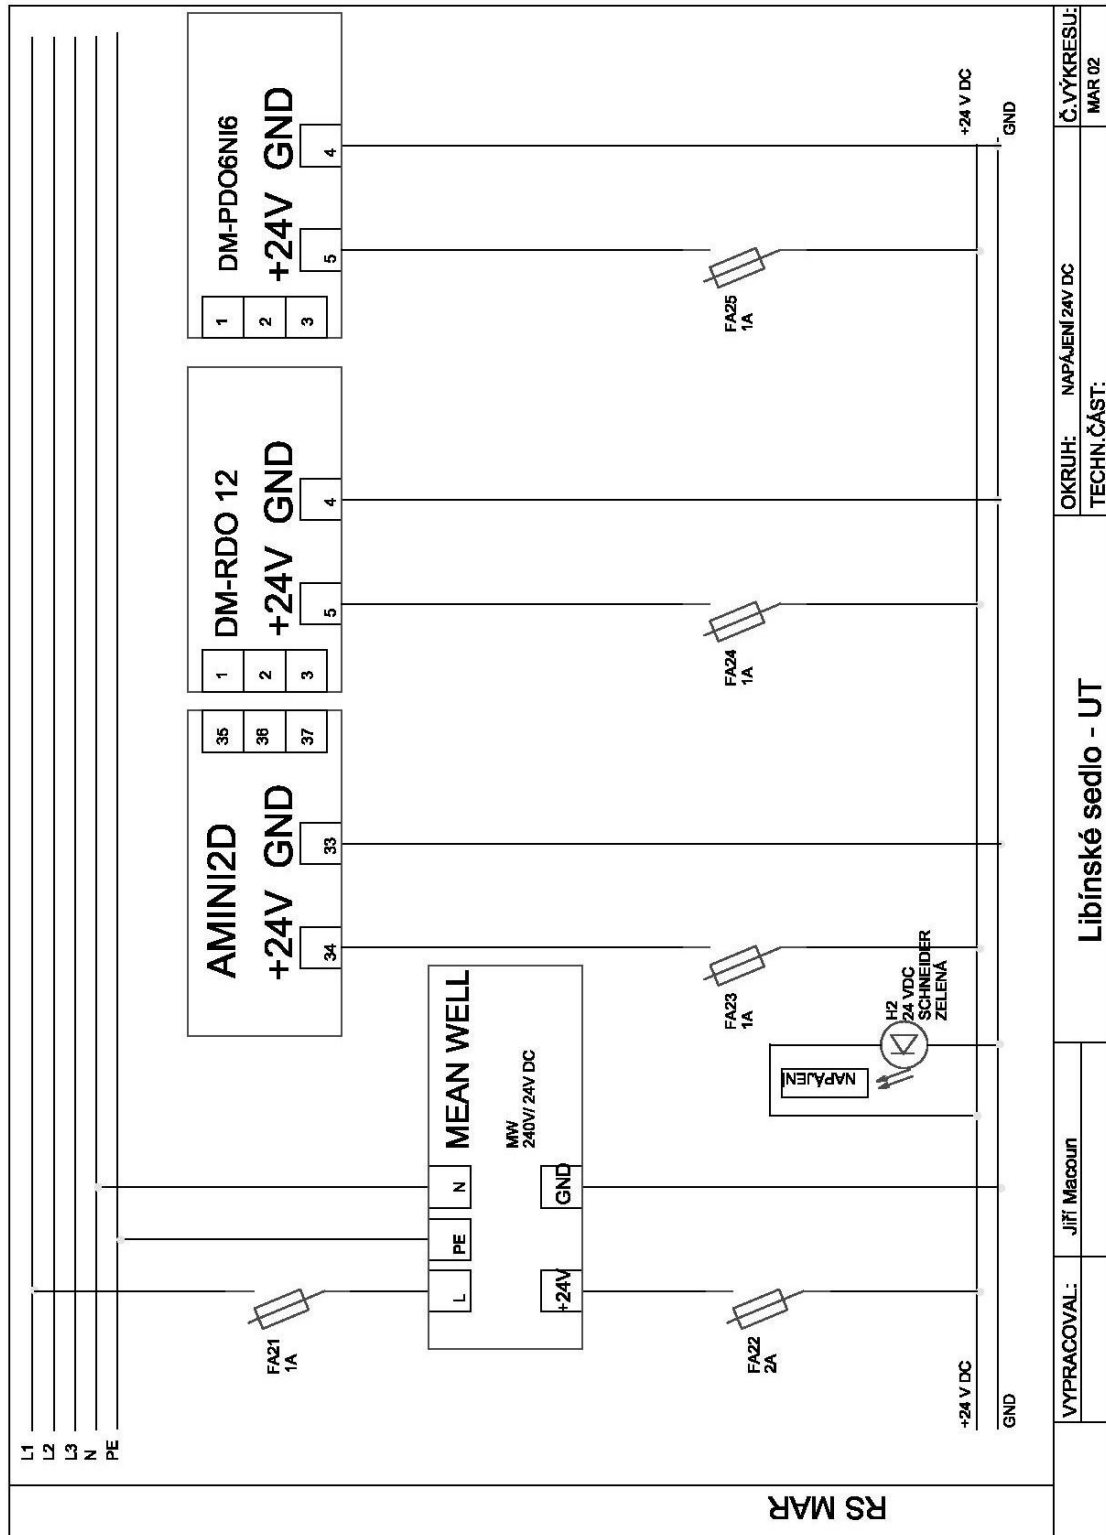 L1
L2
L3
N
PE
MEAN WELL
L
PE
N
MW
240V/ 24V DC
+24V
GND
AMINI2D
+24V GND
34
33
35
36
37
DM-RDO 12
+24V GND
5
4
1
2
3
DM-PDO6NI6
+24V GND
5
4
1
2
3
FA21
1A
FA22
2A
FA23
1A
FA24
1A
FA25
1A
NAPÁJENÍ
H2
24 VDC
SCHNEIDER
ZELENÁ
+24 V DC
GND
+24 V DC
GND
RS MAR
VYPRACOVAL:
Jiří Macoun
Libínské sedlo - UT
OKRUH: NAPÁJENÍ 24V DC
TECHN.ČÁST:
Č.VÝKRESU:
MAR 02